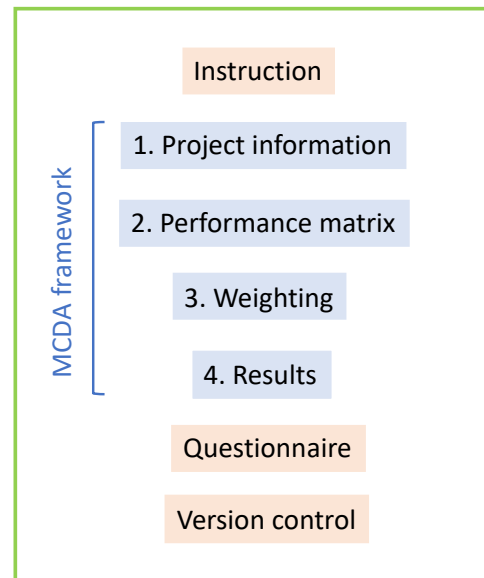 Instruction
MCDA framework
1. Project information
2. Performance matrix
3. Weighting
4. Results
Questionnaire
Version control